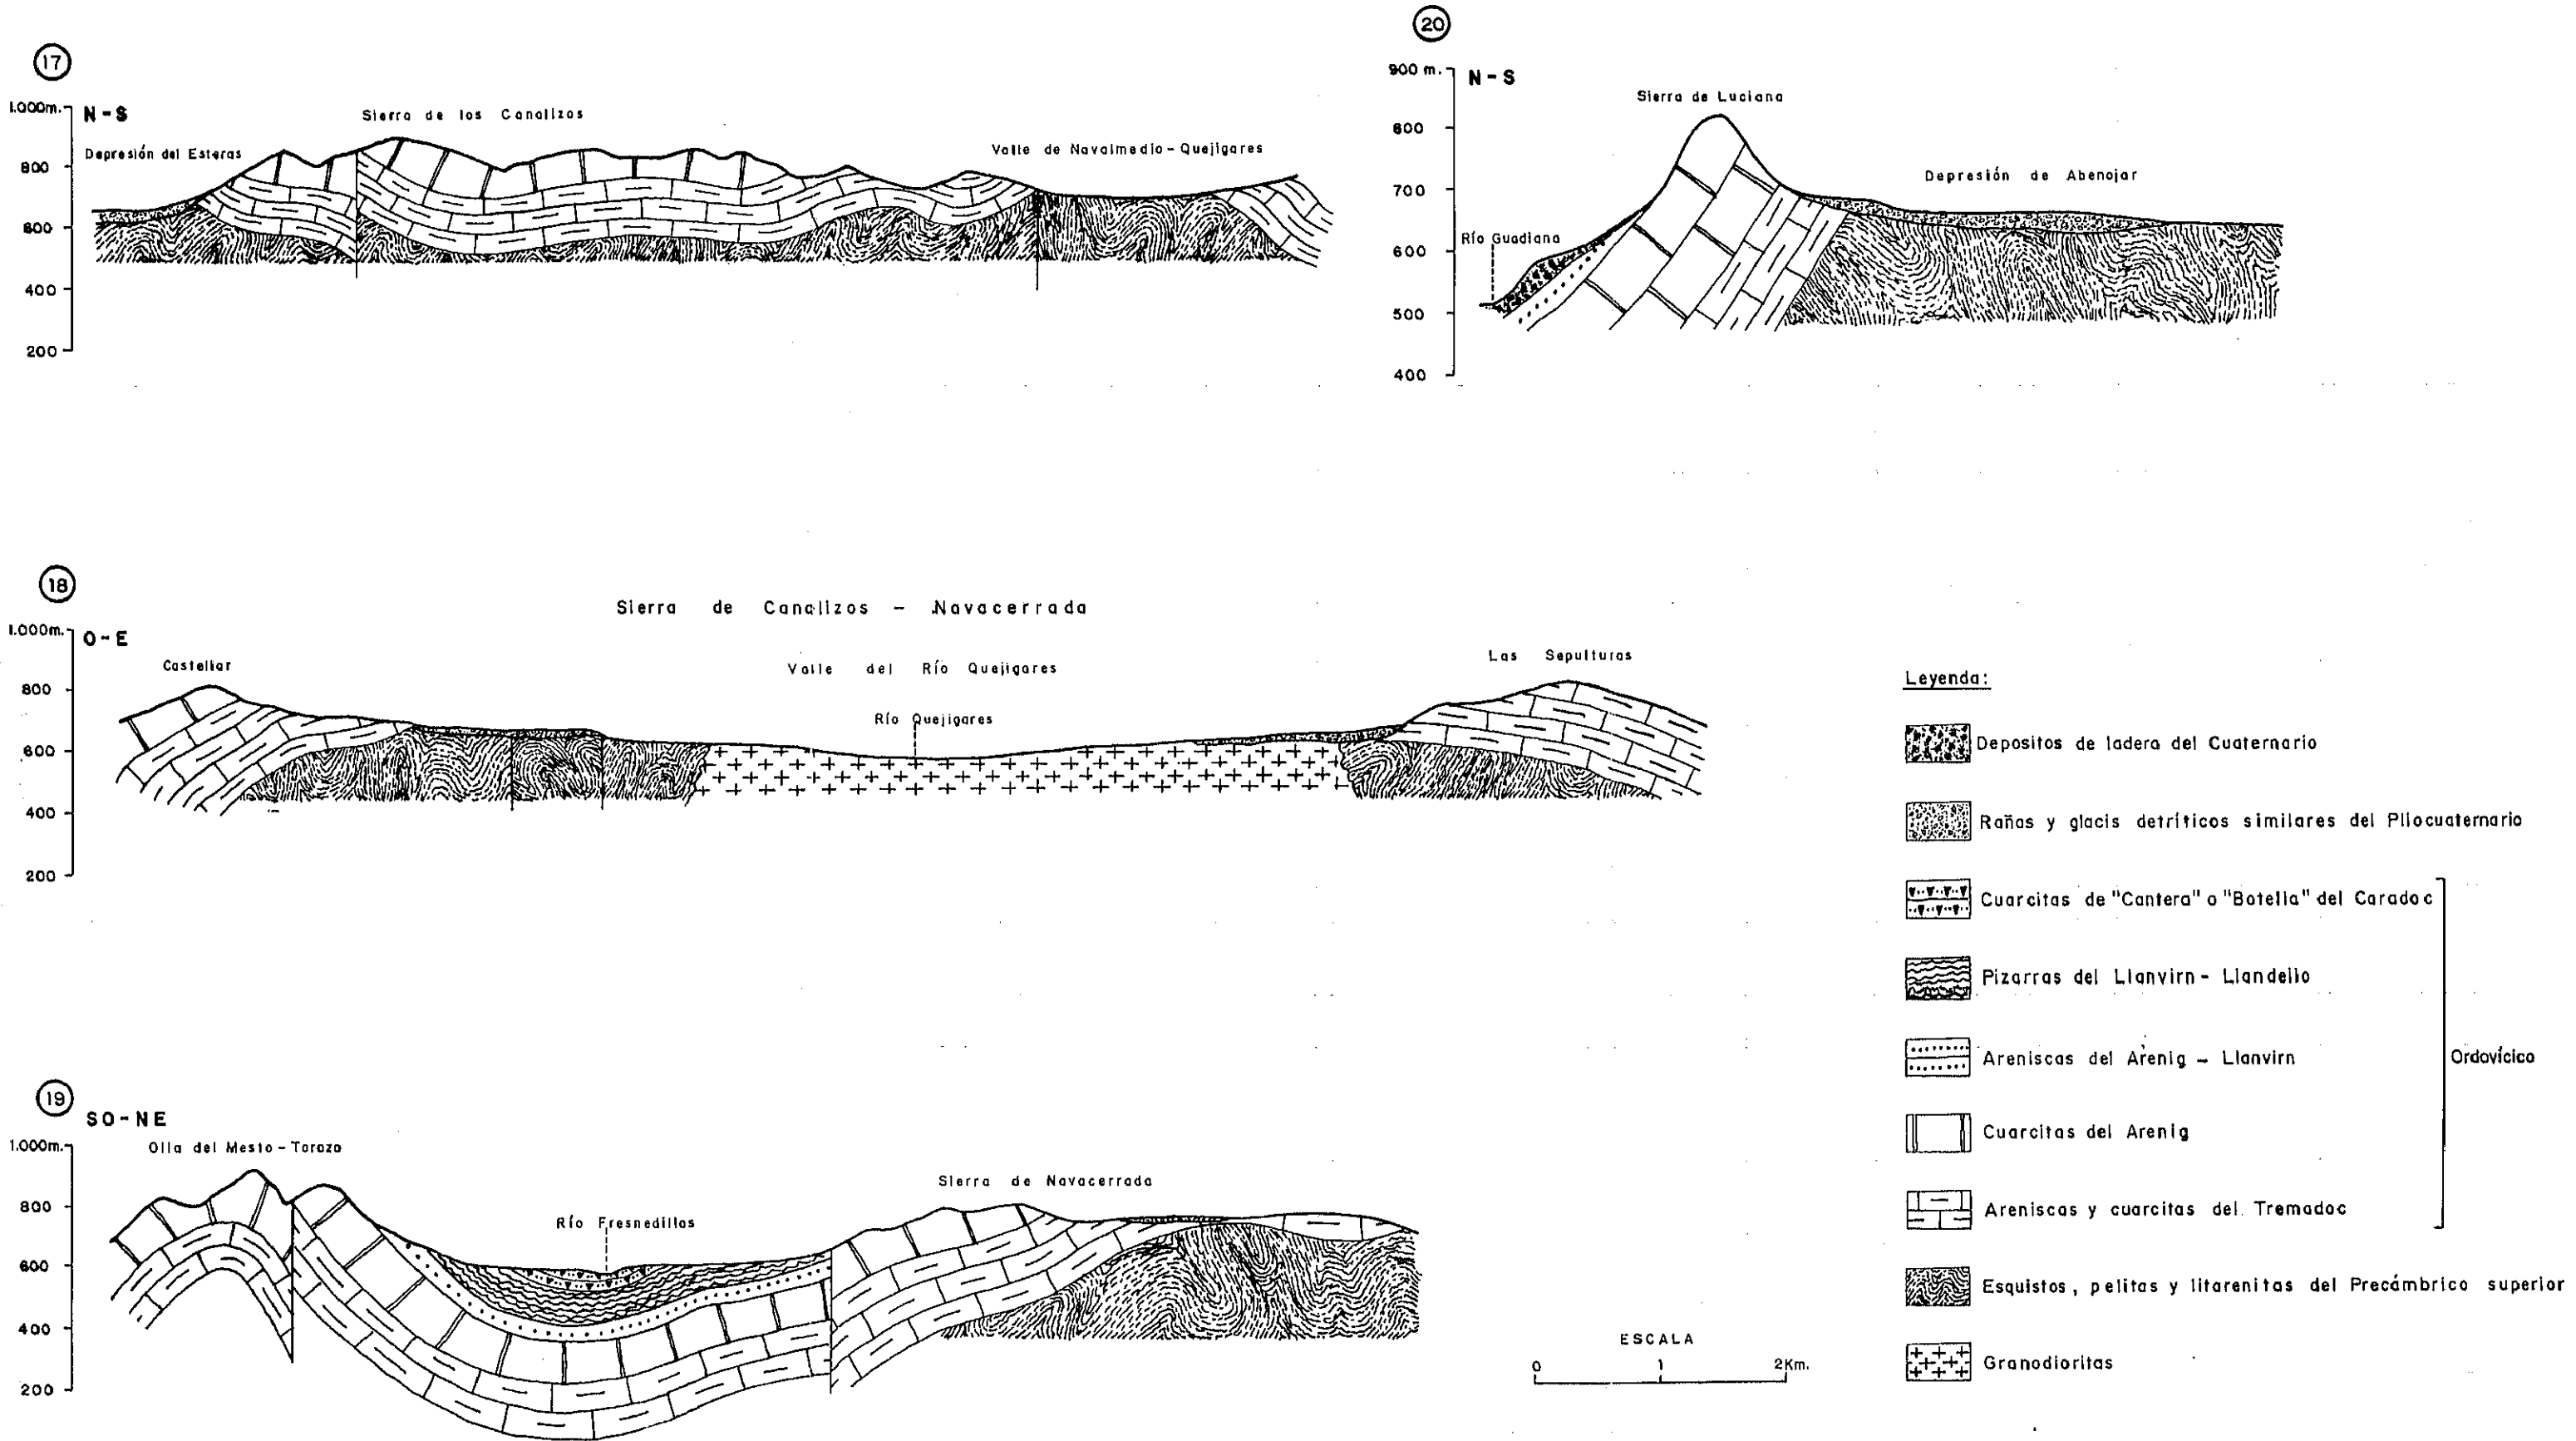 17
1.000m.
800
600
400
200
N-S
Depresión del Esteras
Sierra de los Canalizos
Valle de Navalmedio-Quejigares
20
900 m.
800
700
600
500
400
N-S
Sierra de Luciana
Río Guadiana
Depresión de Abenojar
18
Sierra de Canalizos - Navacerrada
1.000m.
800
600
400
200
O-E
Castellar
Valle del Río Quejigares
Río Quejigares
Las Sepulturas
19
SO-NE
1.000m.
800
600
400
200
Olla del Mesto-Torozo
Río Fresnedillas
Sierra de Navacerrada
ESCALA
0 1 2Km.
Leyenda:
Depositos de ladera del Cuaternario
Rañas y glacis detríticos similares del Pliocuaternario
Cuarcitas de "Cantera" o "Botella" del Caradoc
Pizarras del Llanvirn - Llandeilo
Areniscas del Arenig - Llanvirn
Cuarcitas del Arenig
Areniscas y cuarcitas del Tremadoc
Ordovícico
Esquistos, pelitas y litarenitas del Precámbrico superior
Granodioritas